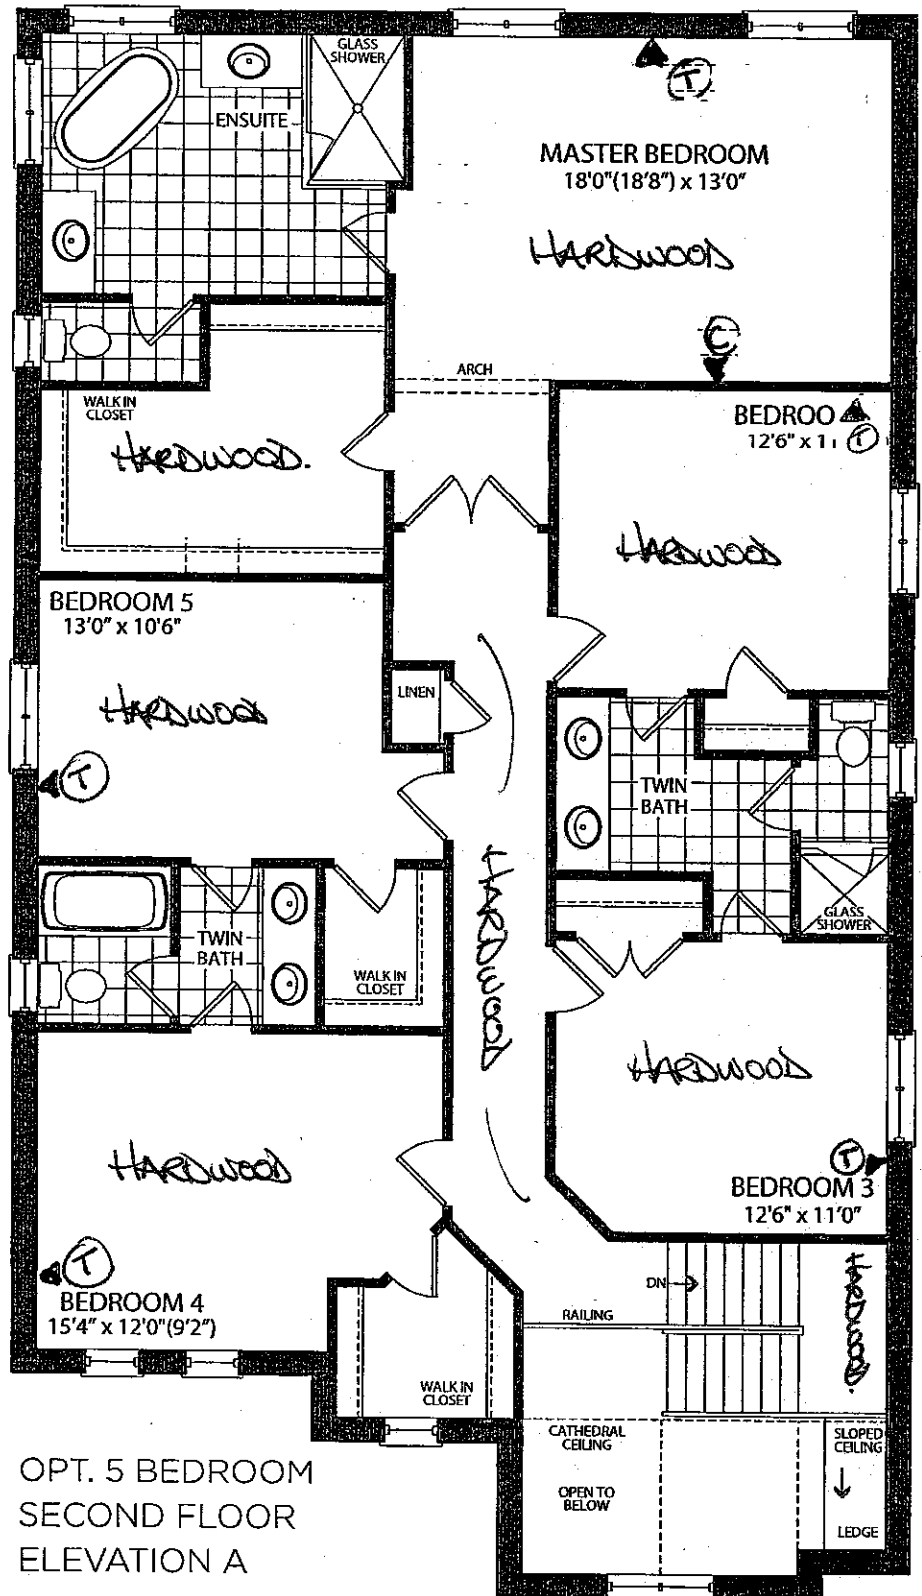 GLASS
SHOWER
ENSUITE
T
MASTER BEDROOM
18'0"(18'8") x 13'0"
HARDWOOD
C
ARCH
WALK IN
CLOSET
HARDWOOD.
BEDROO
12'6" x 1
T
HARDWOOD
BEDROOM 5
13'0" x 10'6"
HARDWOOD
T
LINEN
TWIN
BATH
GLASS
SHOWER
HARDWOOD
TWIN
BATH
WALK IN
CLOSET
HARDWOOD
T
BEDROOM 3
12'6" x 11'0"
HARDWOOD
T
BEDROOM 4
15'4" x 12'0"(9'2")
WALK IN
CLOSET
DN
RAILING
HARDWOOD.
CATHEDRAL
CEILING
OPEN TO
BELOW
SLOPED
CEILING
LEDGE
OPT. 5 BEDROOM
SECOND FLOOR
ELEVATION A